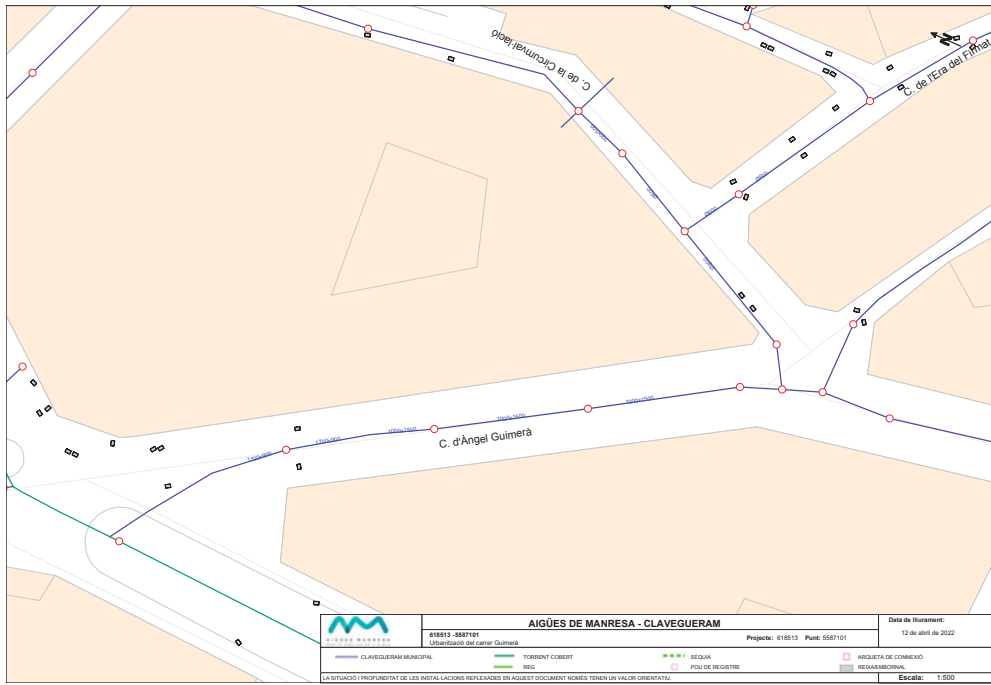 C. de la Circumval·lació
N
C. de l'Era del Firmat
C. d'Àngel Guimerà
1200x900
1200x900
1000x1500
1000x1600
AIGÜES DE MANRESA - CLAVEGUERAM
Data de lliurament:
12 de abril de 2022
618513 -5587101
Urbanització del carrer Guimerà
Projecte: 618513 Punt: 5587101
CLAVEGUERAM MUNICIPAL
TORRENT COBERT
SÈQUIA
ARQUETA DE CONNEXIÓ
REG
POU DE REGISTRE
REIXA/EMBORNAL
LA SITUACIÓ I PROFUNDITAT DE LES INSTAL·LACIONS REFLEXADES EN AQUEST DOCUMENT NOMÉS TENEN UN VALOR ORIENTATIU.
Escala: 1:500
AIGÜES MANRESA